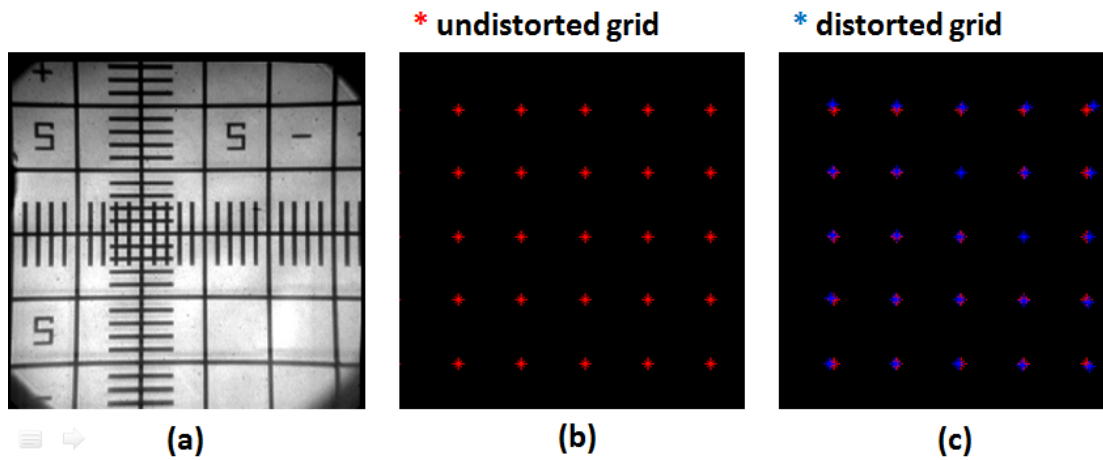 * undistorted grid
* distorted grid
+
S
S
-
S
-
(a)
(b)
(c)